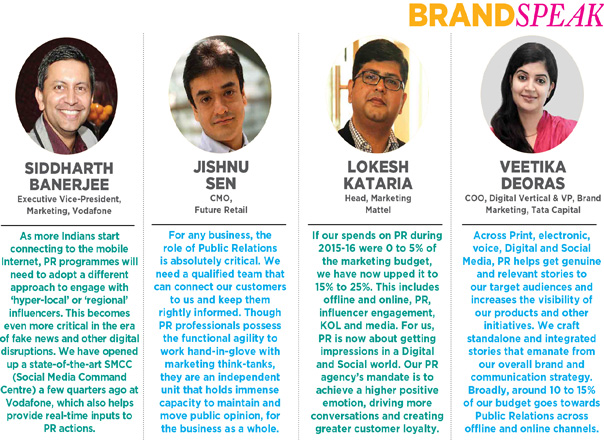 BRANDSPEAK
SIDDHARTH
BANERJEE
Executive Vice-President,
Marketing, Vodafone
As more Indians start
connecting to the mobile
Internet, PR programmes will
need to adopt a different
approach to engage with
‘hyper-local’ or ‘regional’
influencers. This becomes
even more critical in the era
of fake news and other digital
disruptions. We have opened
up a state-of-the-art SMCC
(Social Media Command
Centre) a few quarters ago at
Vodafone, which also helps
provide real-time inputs to
PR actions.
JISHNU
SEN
CMO,
Future Retail
For any business, the
role of Public Relations
is absolutely critical. We
need a qualified team that
can connect our customers
to us and keep them
rightly informed. Though
PR professionals possess
the functional agility to
work hand-in-glove with
marketing think-tanks,
they are an independent
unit that holds immense
capacity to maintain and
move public opinion, for
the business as a whole.
LOKESH
KATARIA
Head, Marketing
Mattel
If our spends on PR during
2015-16 were 0 to 5% of
the marketing budget,
we have now upped it to
15% to 25%. This includes
offline and online, PR,
influencer engagement,
KOL and media. For us,
PR is now about getting
impressions in a Digital
and Social world. Our PR
agency’s mandate is to
achieve a higher positive
emotion, driving more
conversations and creating
greater customer loyalty.
VEETIKA
DEORAS
COO, Digital Vertical & VP, Brand
Marketing, Tata Capital
Across Print, electronic,
voice, Digital and Social
Media, PR helps get genuine
and relevant stories to
our target audiences and
increases the visibility of
our products and other
initiatives. We craft
standalone and integrated
stories that emanate from
our overall brand and
communication strategy.
Broadly, around 10 to 15%
of our budget goes towards
Public Relations across
offline and online channels.